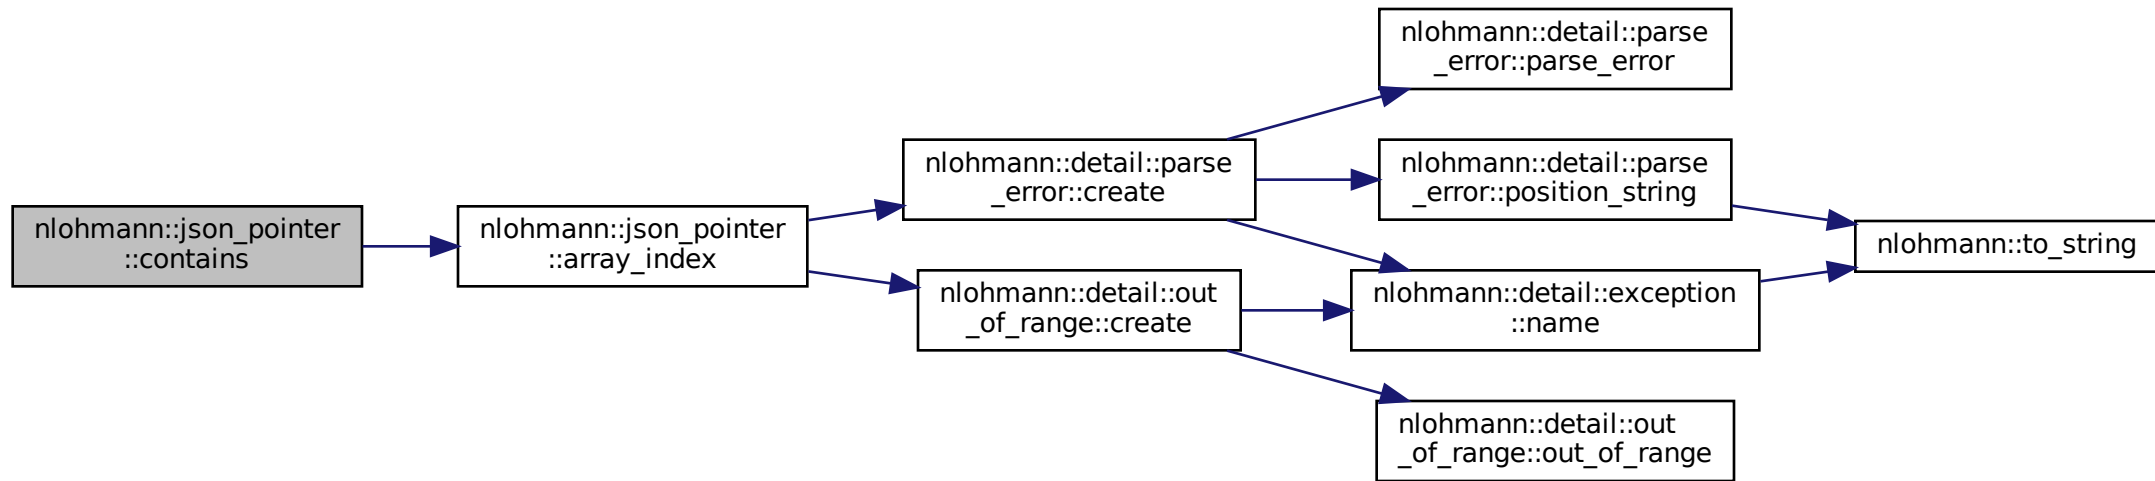 nlohmann::json_pointer
::contains
nlohmann::json_pointer
::array_index
nlohmann::detail::parse
_error::create
nlohmann::detail::out
_of_range::create
nlohmann::detail::parse
_error::parse_error
nlohmann::detail::parse
_error::position_string
nlohmann::detail::exception
::name
nlohmann::detail::out
_of_range::out_of_range
nlohmann::to_string